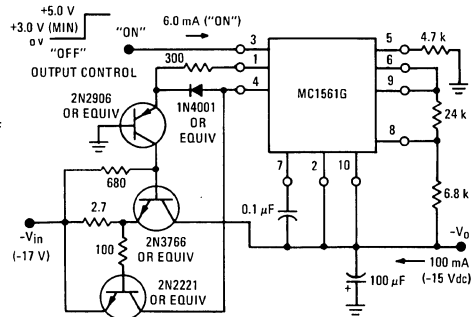 +5.0 V
+3.0 V (MIN)
0 V
"OFF"
OUTPUT CONTROL
"ON"
6.0 mA ("ON")
3
300
1
4
1N4001
OR
EQUIV
2N2906
OR EQUIV
MC1561G
5
4.7 k
6
9
24 k
8
6.8 k
7
2
10
0.1 µF
680
2.7
−Vin
(-17 V)
100
2N3766
OR EQUIV
2N2221
OR EQUIV
−Vo
100 mA
(-15 Vdc)
+
100 µF